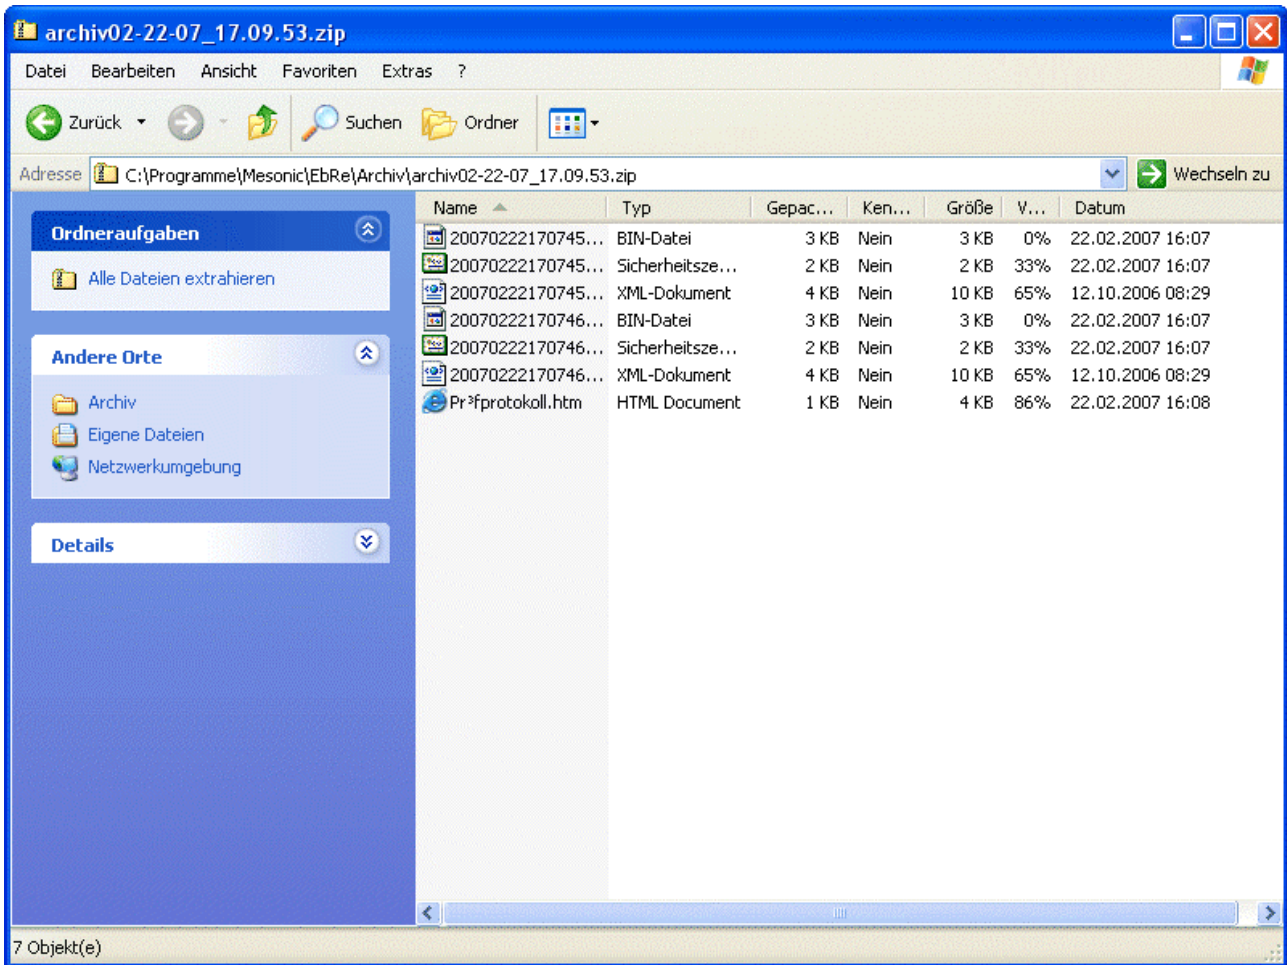 archiv02-22-07_17.09.53.zip
Datei Bearbeiten Ansicht Favoriten Extras ?
Zurück Suchen Ordner
Adresse C:\Programme\Mesonic\EbRe\Archiv\archiv02-22-07_17.09.53.zip Wechseln zu
Ordneraufgaben
Alle Dateien extrahieren
Andere Orte
Archiv
Eigene Dateien
Netzwerkumgebung
Details
Name Typ Gepac... Ken... Größe V... Datum
20070222170745... BIN-Datei 3 KB Nein 3 KB 0% 22.02.2007 16:07
20070222170745... Sicherheitsze... 2 KB Nein 2 KB 33% 22.02.2007 16:07
20070222170745... XML-Dokument 4 KB Nein 10 KB 65% 12.10.2006 08:29
20070222170746... BIN-Datei 3 KB Nein 3 KB 0% 22.02.2007 16:07
20070222170746... Sicherheitsze... 2 KB Nein 2 KB 33% 22.02.2007 16:07
20070222170746... XML-Dokument 4 KB Nein 10 KB 65% 12.10.2006 08:29
Pr³fprotokoll.htm HTML Document 1 KB Nein 4 KB 86% 22.02.2007 16:08
7 Objekt(e)